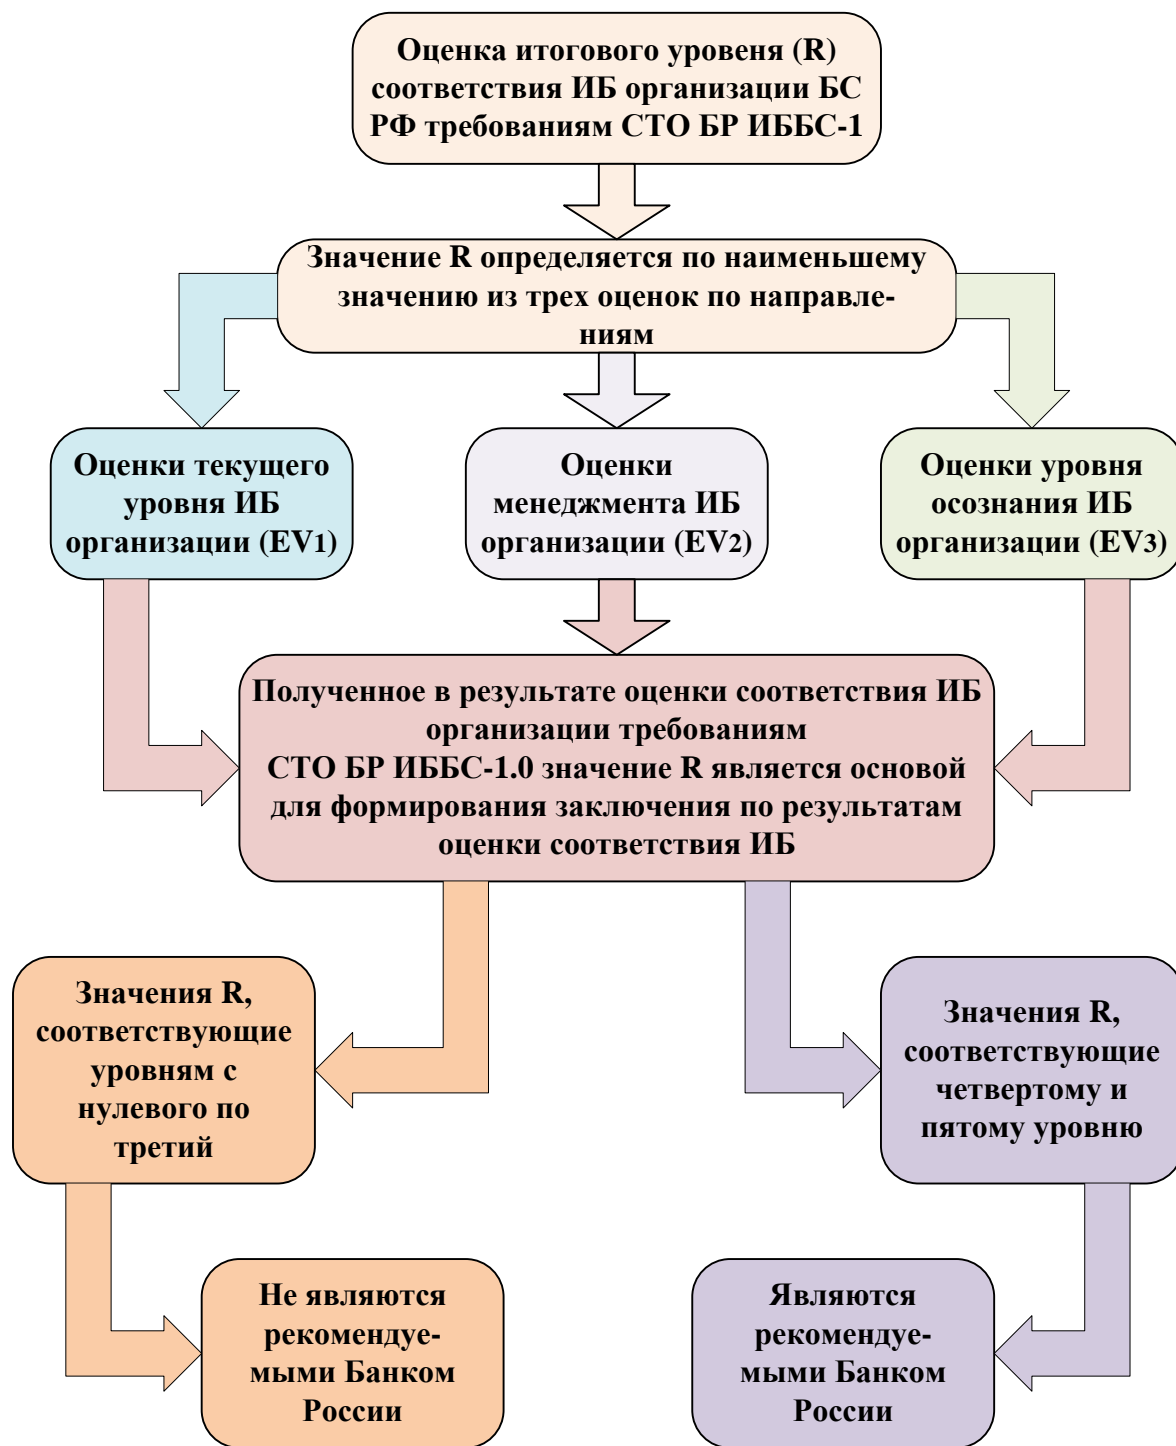 Оценка итогового уровеня (R)
соответствия ИБ организации БС
РФ требованиям СТО БР ИББС-1
Значение R определяется по наименьшему
значению из трех оценок по направле-
ниям
Оценки текущего
уровня ИБ
организации (EV1)
Оценки
менеджмента ИБ
организации (EV2)
Оценки уровня
осознания ИБ
организации (EV3)
Полученное в результате оценки соответствия ИБ
организации требованиям
СТО БР ИББС-1.0 значение R является основой
для формирования заключения по результатам
оценки соответствия ИБ
Значения R,
соответствующие
уровням с
нулевого по
третий
Значения R,
соответствующие
четвертому и
пятому уровню
Не являются
рекомендуе-
мыми Банком
России
Являются
рекомендуе-
мыми Банком
России